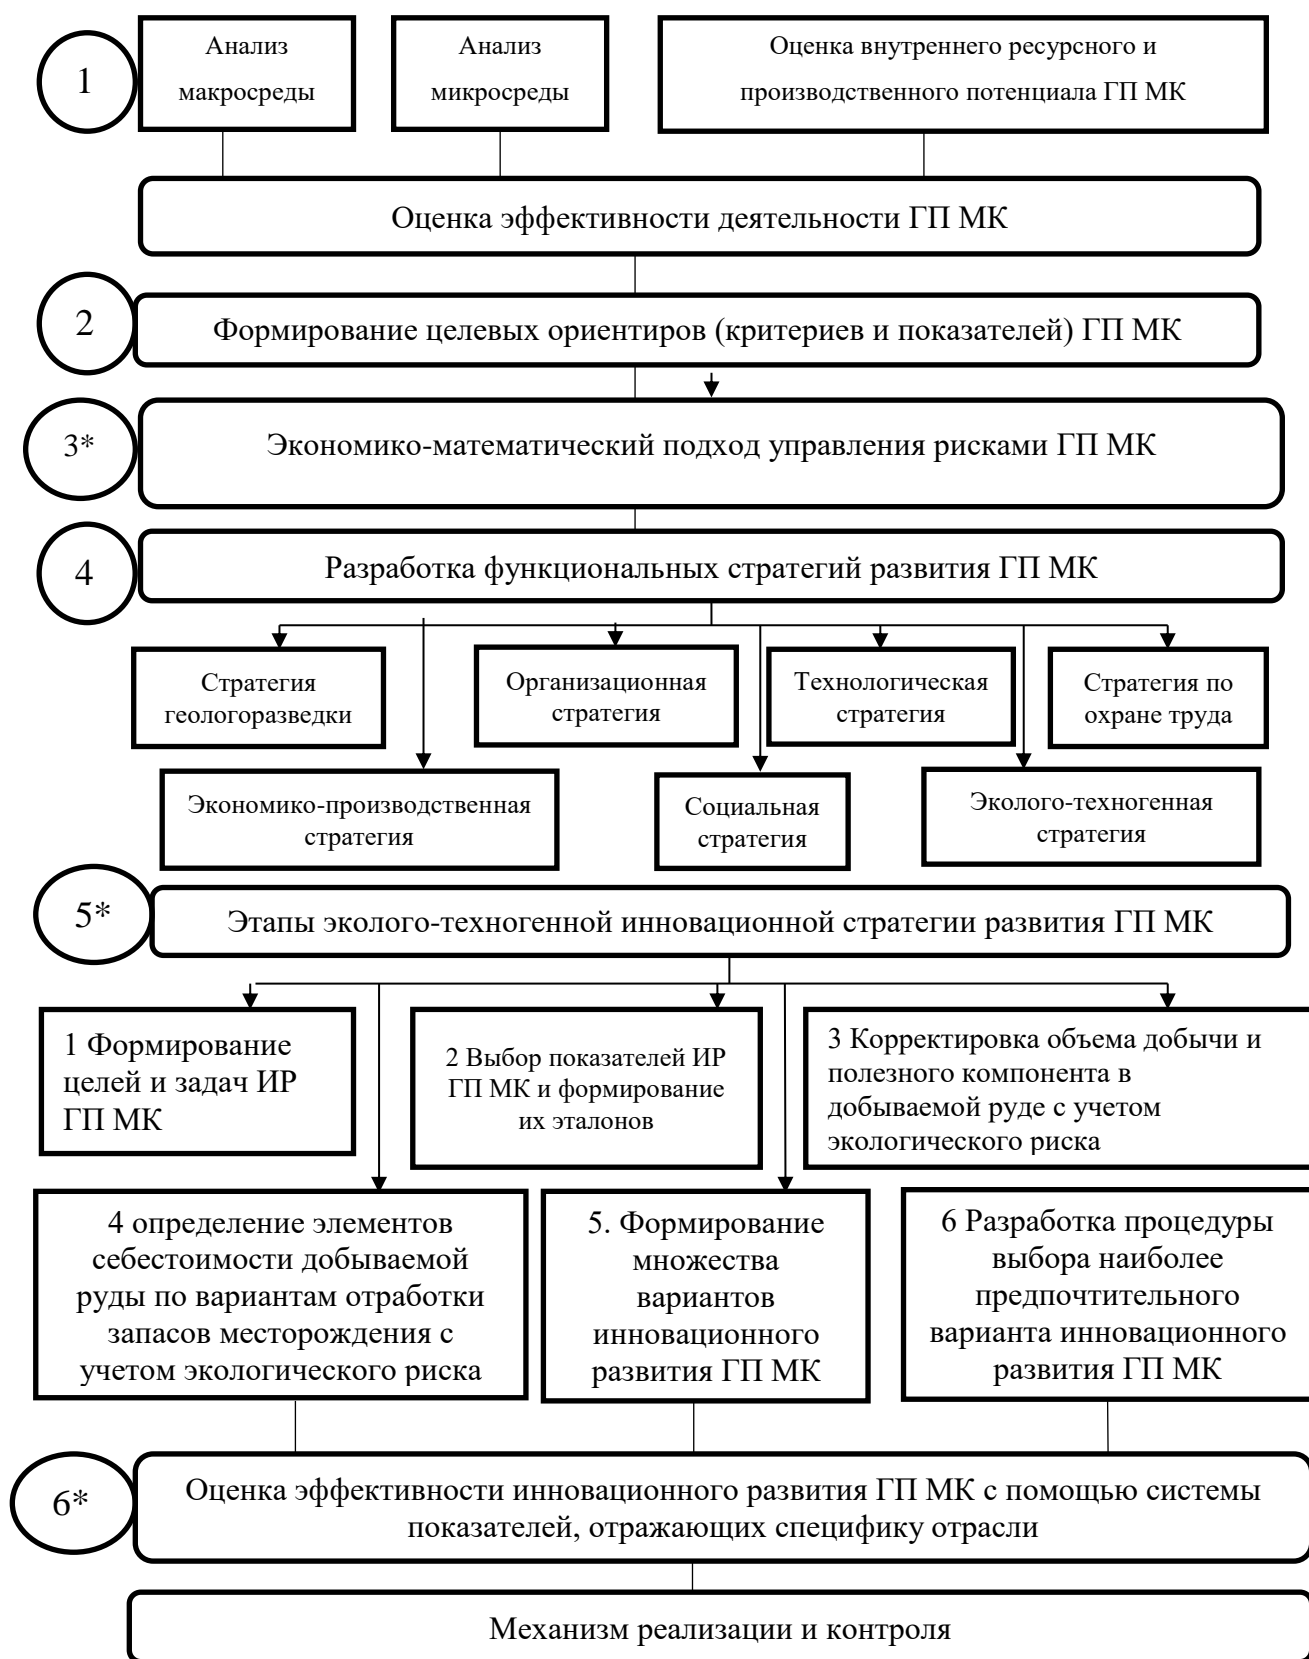 1
Анализ
макросреды
Анализ
микросреды
Оценка внутреннего ресурсного и
производственного потенциала ГП МК
Оценка эффективности деятельности ГП МК
2
Формирование целевых ориентиров (критериев и показателей) ГП МК
3*
Экономико-математический подход управления рисками ГП МК
4
Разработка функциональных стратегий развития ГП МК
Стратегия
геологоразведки
Организационная
стратегия
Технологическая
стратегия
Стратегия по
охране труда
Экономико-производственная
стратегия
Социальная
стратегия
Эколого-техногенная
стратегия
5*
Этапы эколого-техногенной инновационной стратегии развития ГП МК
1 Формирование
целей и задач ИР
ГП МК
2 Выбор показателей ИР
ГП МК и формирование
их эталонов
3 Корректировка объема добычи и
полезного компонента в
добываемой руде с учетом
экологического риска
4 определение элементов
себестоимости добываемой
руды по вариантам отработки
запасов месторождения с
учетом экологического риска
5. Формирование
множества
вариантов
инновационного
развития ГП МК
6 Разработка процедуры
выбора наиболее
предпочтительного
варианта инновационного
развития ГП МК
6*
Оценка эффективности инновационного развития ГП МК с помощью системы
показателей, отражающих специфику отрасли
Механизм реализации и контроля